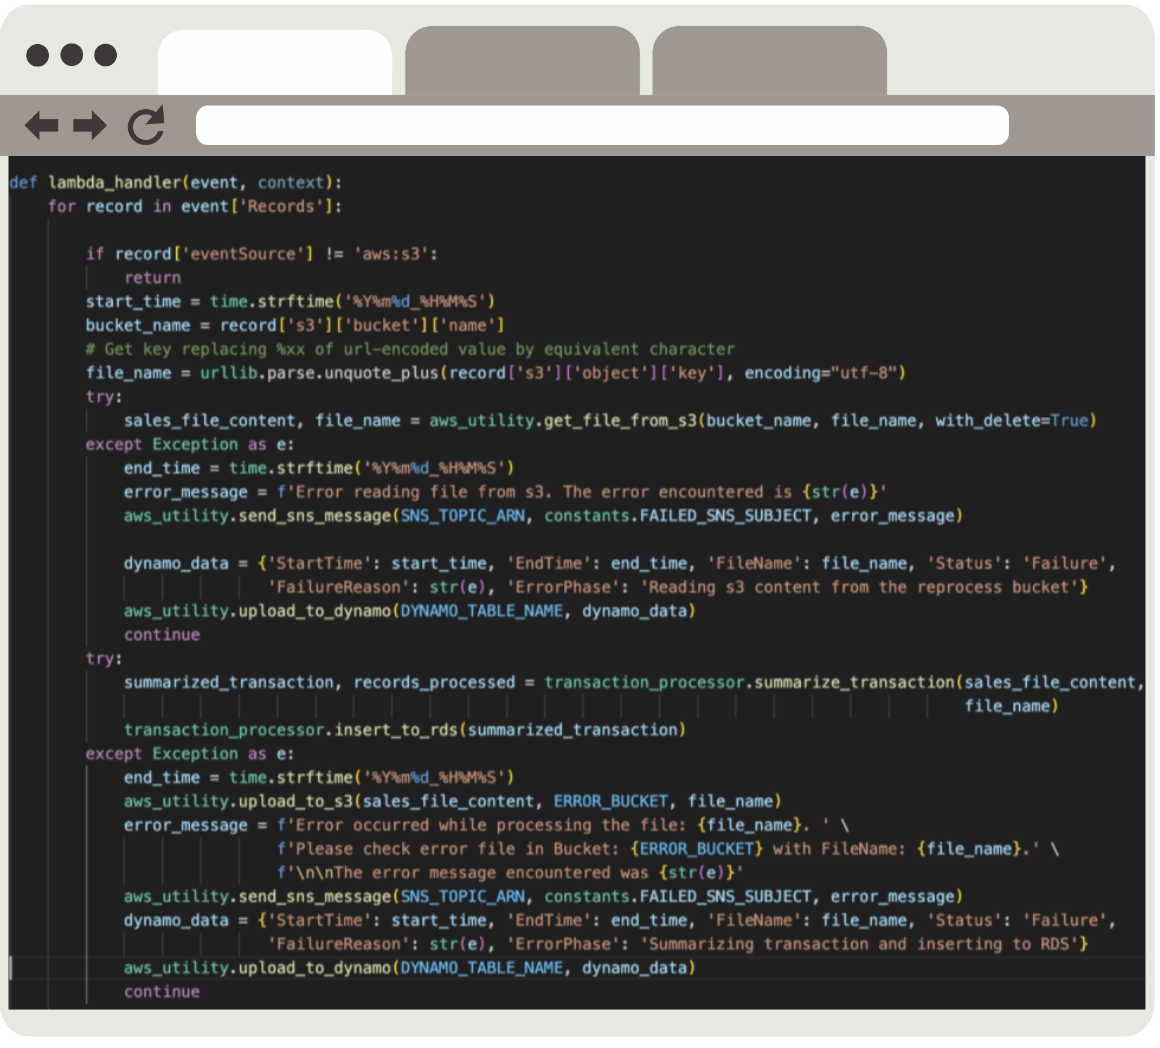 def lambda_handler(event, context):
    for record in event['Records']:

        if record['eventSource'] != 'aws:s3':
            return
        start_time = time.strftime('%Y%m%d_%H%M%S')
        bucket_name = record['s3']['bucket']['name']
        # Get key replacing %xx of url-encoded value by equivalent character
        file_name = urllib.parse.unquote_plus(record['s3']['object']['key'], encoding="utf-8")
        try:
            sales_file_content, file_name = aws_utility.get_file_from_s3(bucket_name, file_name, with_delete=True)
        except Exception as e:
            end_time = time.strftime('%Y%m%d_%H%M%S')
            error_message = f'Error reading file from s3. The error encountered is {str(e)}'
            aws_utility.send_sns_message(SNS_TOPIC_ARN, constants.FAILED_SNS_SUBJECT, error_message)

            dynamo_data = {'StartTime': start_time, 'EndTime': end_time, 'FileName': file_name, 'Status': 'Failure',
                           'FailureReason': str(e), 'ErrorPhase': 'Reading s3 content from the reprocess bucket'}
            aws_utility.upload_to_dynamo(DYNAMO_TABLE_NAME, dynamo_data)
            continue
        try:
            summarized_transaction, records_processed = transaction_processor.summarize_transaction(sales_file_content,
                                                                                                    file_name)
            transaction_processor.insert_to_rds(summarized_transaction)
        except Exception as e:
            end_time = time.strftime('%Y%m%d_%H%M%S')
            aws_utility.upload_to_s3(sales_file_content, ERROR_BUCKET, file_name)
            error_message = f'Error occurred while processing the file: {file_name}. ' \
                            f'Please check error file in Bucket: {ERROR_BUCKET} with FileName: {file_name}.' \
                            f'\n\nThe error message encountered was {str(e)}'
            aws_utility.send_sns_message(SNS_TOPIC_ARN, constants.FAILED_SNS_SUBJECT, error_message)
            dynamo_data = {'StartTime': start_time, 'EndTime': end_time, 'FileName': file_name, 'Status': 'Failure',
                           'FailureReason': str(e), 'ErrorPhase': 'Summarizing transaction and inserting to RDS'}
            aws_utility.upload_to_dynamo(DYNAMO_TABLE_NAME, dynamo_data)
            continue